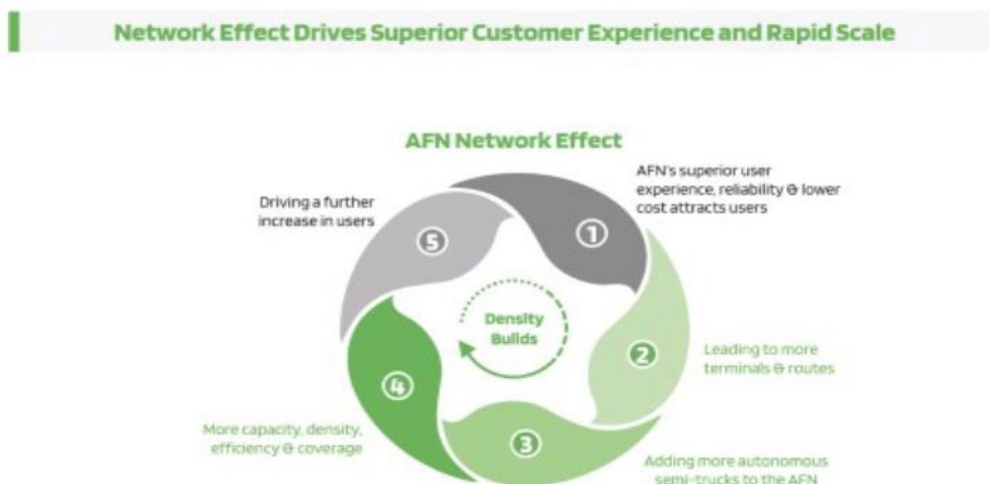 Network Effect Drives Superior Customer Experience and Rapid Scale
AFN Network Effect
AFN's superior user
experience, reliability & lower
cost attracts users
Driving a further
increase in users
1
5
Density
Builds
2
Leading to more
terminals & routes
4
More capacity, density,
efficiency & coverage
3
Adding more autonomous
semi-trucks to the AFN